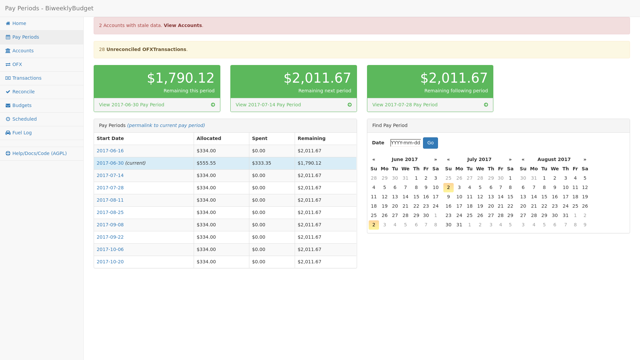 Pay Periods - BiweeklyBudget
Home
Pay Periods
Accounts
OFX
Transactions
Reconcile
Budgets
Scheduled
Fuel Log
Help/Docs/Code (AGPL)
2 Accounts with stale data. View Accounts.
28 Unreconciled OFXTransactions.
$1,790.12
Remaining this period
View 2017-06-30 Pay Period
$2,011.67
Remaining next period
View 2017-07-14 Pay Period
$2,011.67
Remaining following period
View 2017-07-28 Pay Period
Pay Periods (permalink to current pay period)
Start Date Allocated Spent Remaining
2017-06-16 $334.00 $0.00 $2,011.67
2017-06-30 (current) $555.55 $333.35 $1,790.12
2017-07-14 $334.00 $0.00 $2,011.67
2017-07-28 $334.00 $0.00 $2,011.67
2017-08-11 $334.00 $0.00 $2,011.67
2017-08-25 $334.00 $0.00 $2,011.67
2017-09-08 $334.00 $0.00 $2,011.67
2017-09-22 $334.00 $0.00 $2,011.67
2017-10-06 $334.00 $0.00 $2,011.67
2017-10-20 $334.00 $0.00 $2,011.67
Find Pay Period
Date YYYY-mm-dd Go
« June 2017 »
Su Mo Tu We Th Fr Sa
28 29 30 31 1 2 3
4 5 6 7 8 9 10
11 12 13 14 15 16 17
18 19 20 21 22 23 24
25 26 27 28 29 30 1
2 3 4 5 6 7 8
« July 2017 »
Su Mo Tu We Th Fr Sa
25 26 27 28 29 30 1
2 3 4 5 6 7 8
9 10 11 12 13 14 15
16 17 18 19 20 21 22
23 24 25 26 27 28 29
30 31 1 2 3 4 5
« August 2017 »
Su Mo Tu We Th Fr Sa
30 31 1 2 3 4 5
6 7 8 9 10 11 12
13 14 15 16 17 18 19
20 21 22 23 24 25 26
27 28 29 30 31 1 2
3 4 5 6 7 8 9